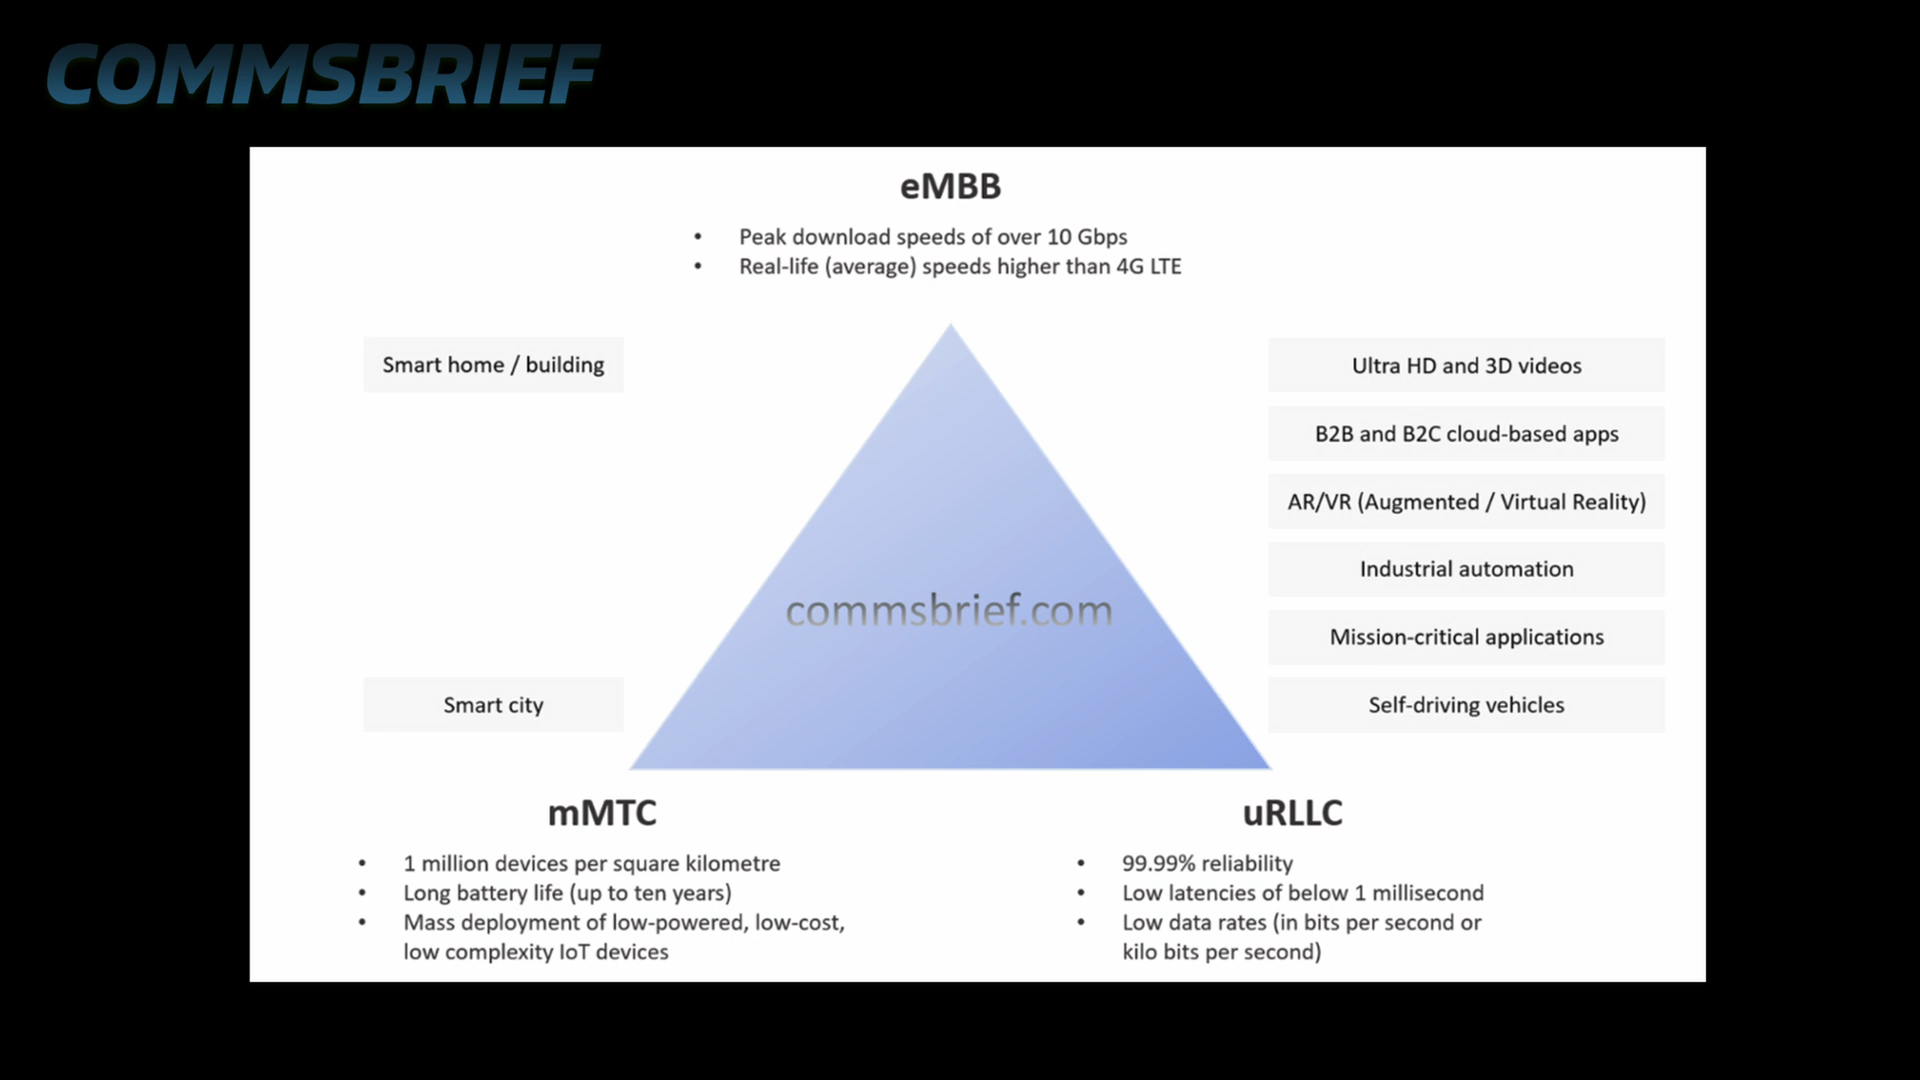 COMMSBRIEF
eMBB
• Peak download speeds of over 10 Gbps
• Real-life (average) speeds higher than 4G LTE
Smart home / building
Ultra HD and 3D videos
B2B and B2C cloud-based apps
AR/VR (Augmented / Virtual Reality)
Industrial automation
commsbrief.com
Mission-critical applications
Smart city
Self-driving vehicles
mMTC
• 1 million devices per square kilometre
• Long battery life (up to ten years)
• Mass deployment of low-powered, low-cost,
low complexity IoT devices
uRLLC
• 99.99% reliability
• Low latencies of below 1 millisecond
• Low data rates (in bits per second or
kilo bits per second)